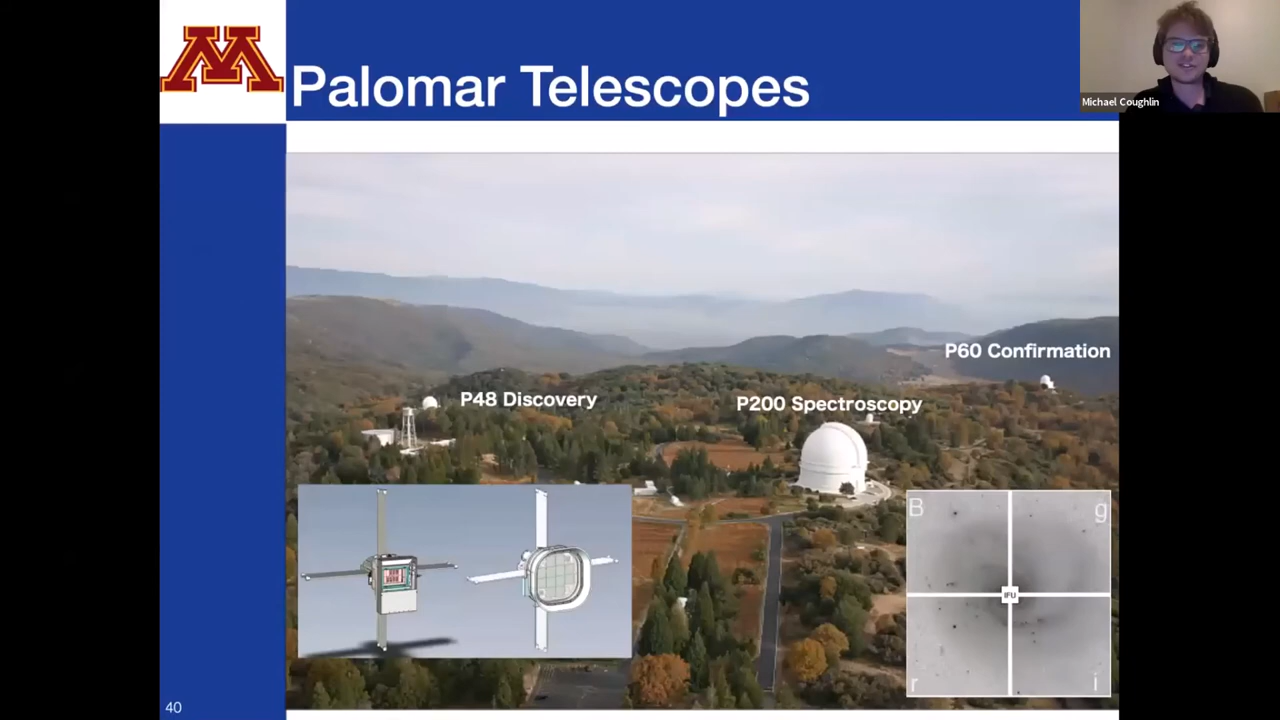 M
Palomar Telescopes
Michael Coughlin
P60 Confirmation
P48 Discovery
P200 Spectroscopy
B
g
IFU
r
i
40